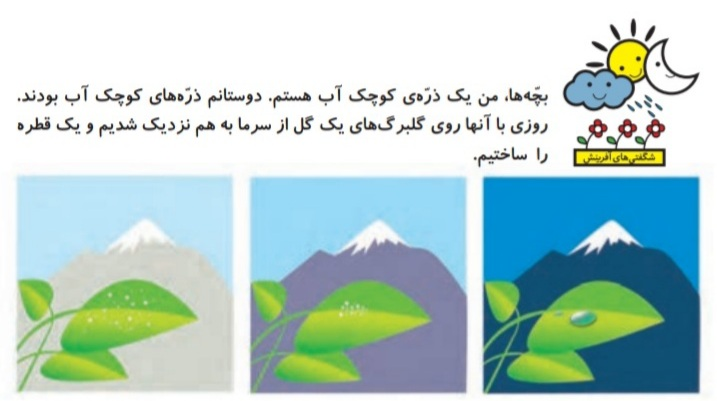 بچّه‌ها، من یک ذرّه‌ی کوچک آب هستم. دوستانم ذرّه‌های کوچک آب بودند.
روزی با آنها روی گلبرگ‌های یک گل از سرما به هم نزدیک شدیم و یک قطره
را ساختیم.
شگفتی‌های آفرینش